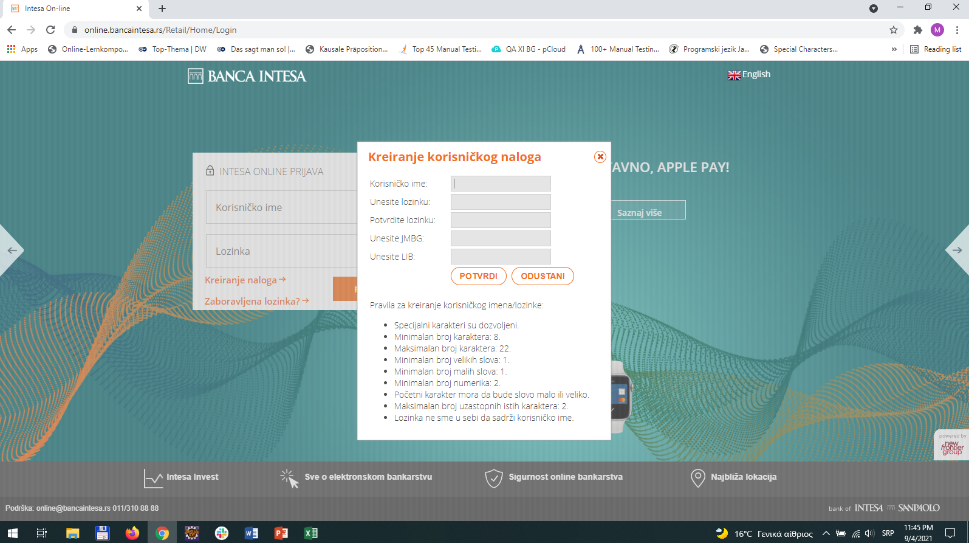 Intesa On-line
online.bancaintesa.rs/Retail/Home/Login
Apps
Online-Lernkompo...
Top-Thema | DW
Das sagt man so! |...
Kausale Präposition...
Top 45 Manual Testi...
QA XI BG - pCloud
100+ Manual Testin...
Programski jezik Ja...
Special Characters...
»
Reading list
M
BANCA INTESA
English
INTESA ONLINE PRIJAVA
Korisničko ime
Lozinka
Kreiranje naloga
Zaboravljena lozinka?
AVNO, APPLE PAY!
Saznaj više
Kreiranje korisničkog naloga
Korisničko ime:
Unesite lozinku:
Potvrdite lozinku:
Unesite JMBG:
Unesite LIB:
POTVRDI
ODUSTANI
Pravila za kreiranje korisničkog imena/lozinke:
Specijalni karakteri su dozvoljeni
Minimalan broj karaktera: 8.
Maksimalan broj karaktera: 22.
Minimalan broj velikih slova: 1.
Minimalan broj malih slova: 1.
Minimalan broj numerika: 2.
Početni karakter mora da bude slovo malo ili veliko.
Maksimalan broj uzastopnih istih karaktera: 2.
Lozinka ne sme u sebi da sadrži korisničko ime.
powered by
new frontier group
Intesa Invest
Sve o elektronskom bankarstvu
Sigurnost online bankarstva
Najbliža lokacija
Podrška: online@bancaintesa.rs 011/310 88 88
bank of INTESA SANPAOLO
16°C Γενικά αίθριος
SRP
11:45 PM
9/4/2021